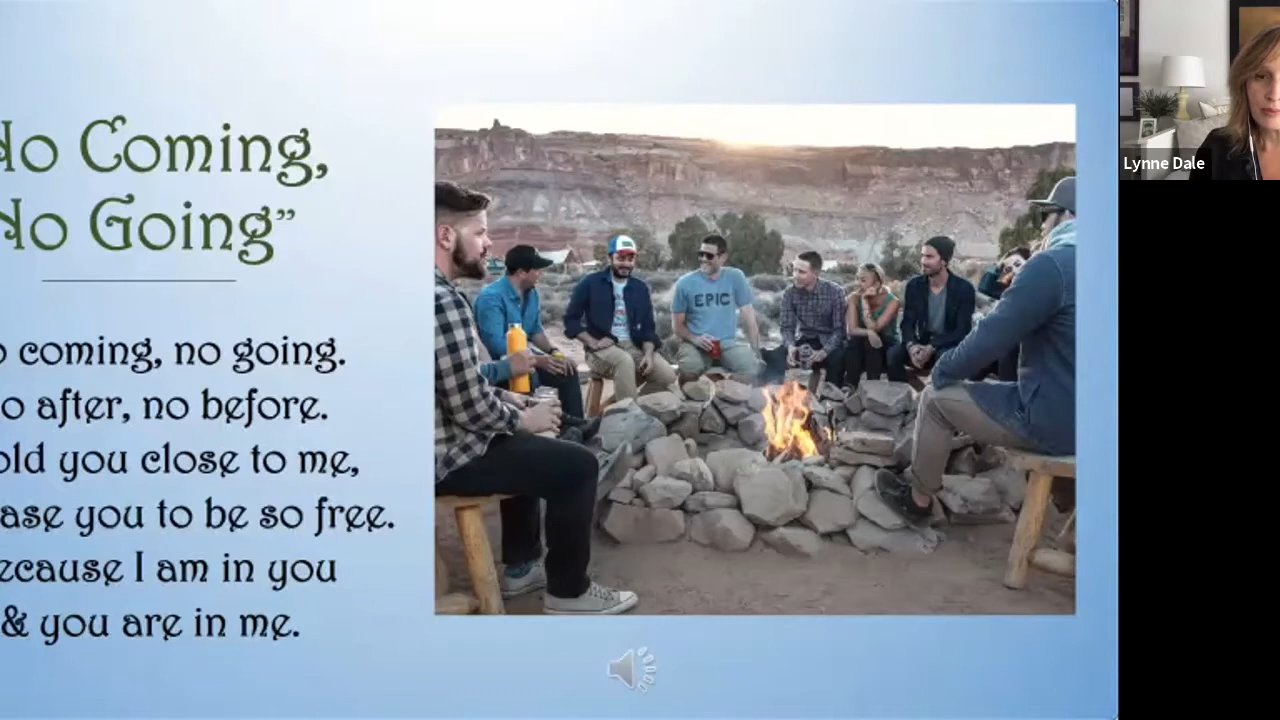 No Coming,
No Going"
o coming, no going.
o after, no before.
old you close to me,
ase you to be so free.
ecause I am in you
& you are in me.
EPIC
Lynne Dale